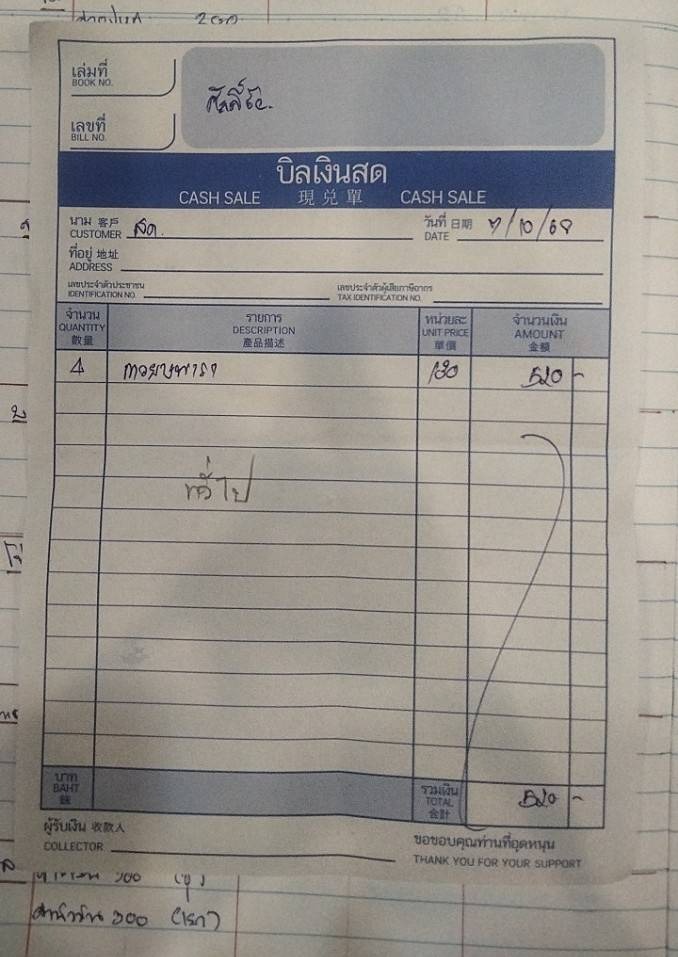 200
เล่มที่
BOOK NO.
เลขที่
BILL NO.
บิลเงินสด
CASH SALE 現兌單 CASH SALE
นาม 客戶 วันที่ 日期
CUSTOMER สด. DATE 7/10/68
ที่อยู่ 地址
ADDRESS
เลขประจำตัวประชาชน เลขประจำตัวผู้เสียภาษีอากร
IDENTIFICATION NO. TAX IDENTIFICATION NO.
จำนวน รายการ หน่วยละ จำนวนเงิน
QUANTITY DESCRIPTION UNIT PRICE AMOUNT
數量 產品描述 單價 金額
4 130 520 -
ทั่วไป
บาท รวมเงิน
BAHT TOTAL 520 -
銖 合計
ผู้รับเงิน 收款人 ขอขอบคุณท่านที่อุดหนุน
COLLECTOR THANK YOU FOR YOUR SUPPORT
300
300